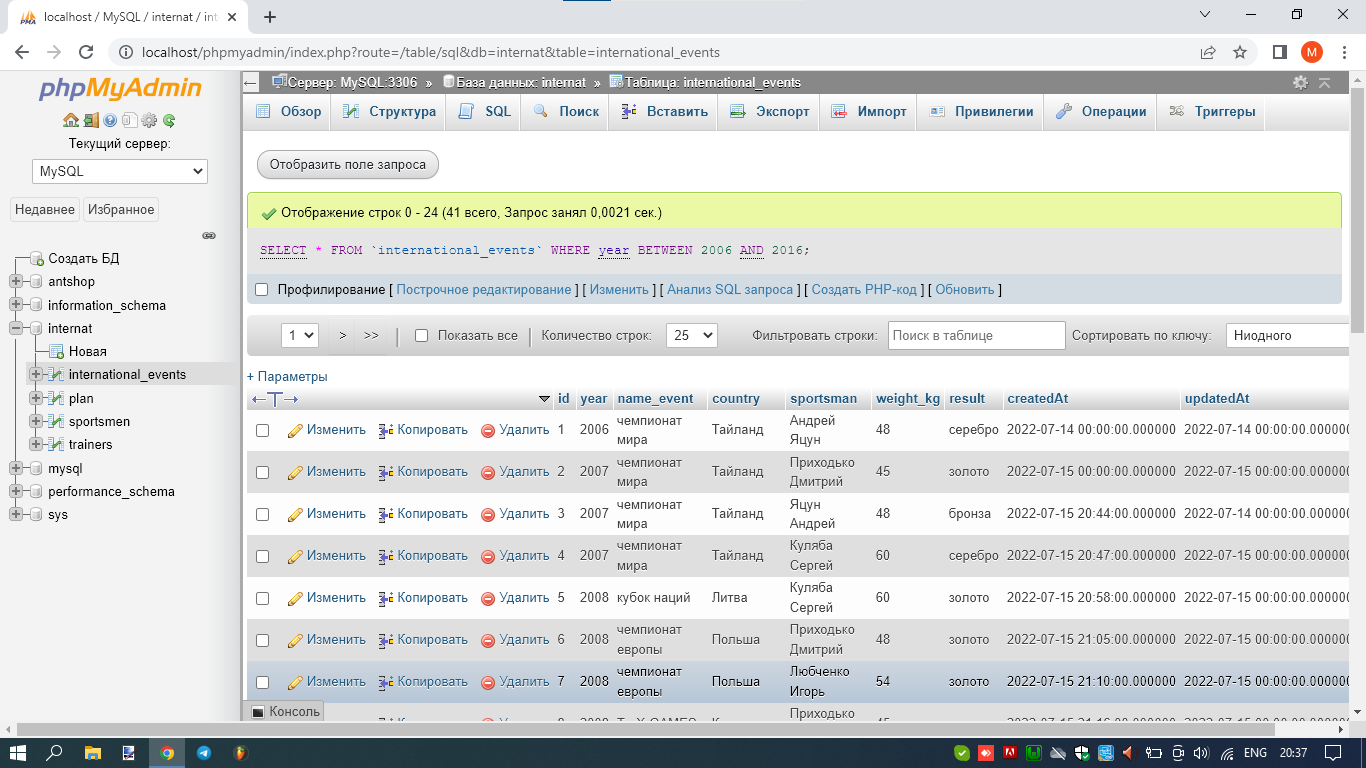 localhost / MySQL / internat / int
localhost/phpmyadmin/index.php?route=/table/sql&db=internat&table=international_events
M
phpMyAdmin
Текущий сервер:
MySQL
Недавнее Избранное
Создать БД
antshop
information_schema
internat
Новая
international_events
plan
sportsmen
trainers
mysql
performance_schema
sys
Сервер: MySQL:3306 » База данных: internat » Таблица: international_events
Обзор Структура SQL Поиск Вставить Экспорт Импорт Привилегии Операции Триггеры
Отобразить поле запроса
Отображение строк 0 - 24 (41 всего, Запрос занял 0,0021 сек.)
SELECT * FROM `international_events` WHERE year BETWEEN 2006 AND 2016;
Профилирование [ Построчное редактирование ] [ Изменить ] [ Анализ SQL запроса ] [ Создать PHP-код ] [ Обновить ]
1 > >> Показать все Количество строк: 25 Фильтровать строки: Поиск в таблице Сортировать по ключу: Ниодного
+ Параметры
←T→ id year name_event country sportsman weight_kg result createdAt updatedAt
Изменить Копировать Удалить 1 2006 чемпионат мира Тайланд Андрей Яцун 48 серебро 2022-07-14 01:00:00.000000 2022-07-14 00:00:00.000000
Изменить Копировать Удалить 2 2007 чемпионат мира Тайланд Приходько Дмитрий 45 золото 2022-07-15 01:00:00.000000 2022-07-15 00:00:00.000000
Изменить Копировать Удалить 3 2007 чемпионат мира Тайланд Яцун Андрей 48 бронза 2022-07-15 20:44:00.000000 2022-07-14 00:00:00.000000
Изменить Копировать Удалить 4 2007 чемпионат мира Тайланд Куляба Сергей 60 серебро 2022-07-15 20:47:00.000000 2022-07-15 00:00:00.000000
Изменить Копировать Удалить 5 2008 кубок наций Литва Куляба Сергей 60 золото 2022-07-15 20:58:00.000000 2022-07-15 00:00:00.000000
Изменить Копировать Удалить 6 2008 чемпионат европы Польша Приходько Дмитрий 48 золото 2022-07-15 21:05:00.000000 2022-07-15 00:00:00.000000
Изменить Копировать Удалить 7 2008 чемпионат европы Польша Любченко Игорь 54 золото 2022-07-15 21:10:00.000000 2022-07-15 00:00:00.000000
Приходько
Консоль
ENG 20:37